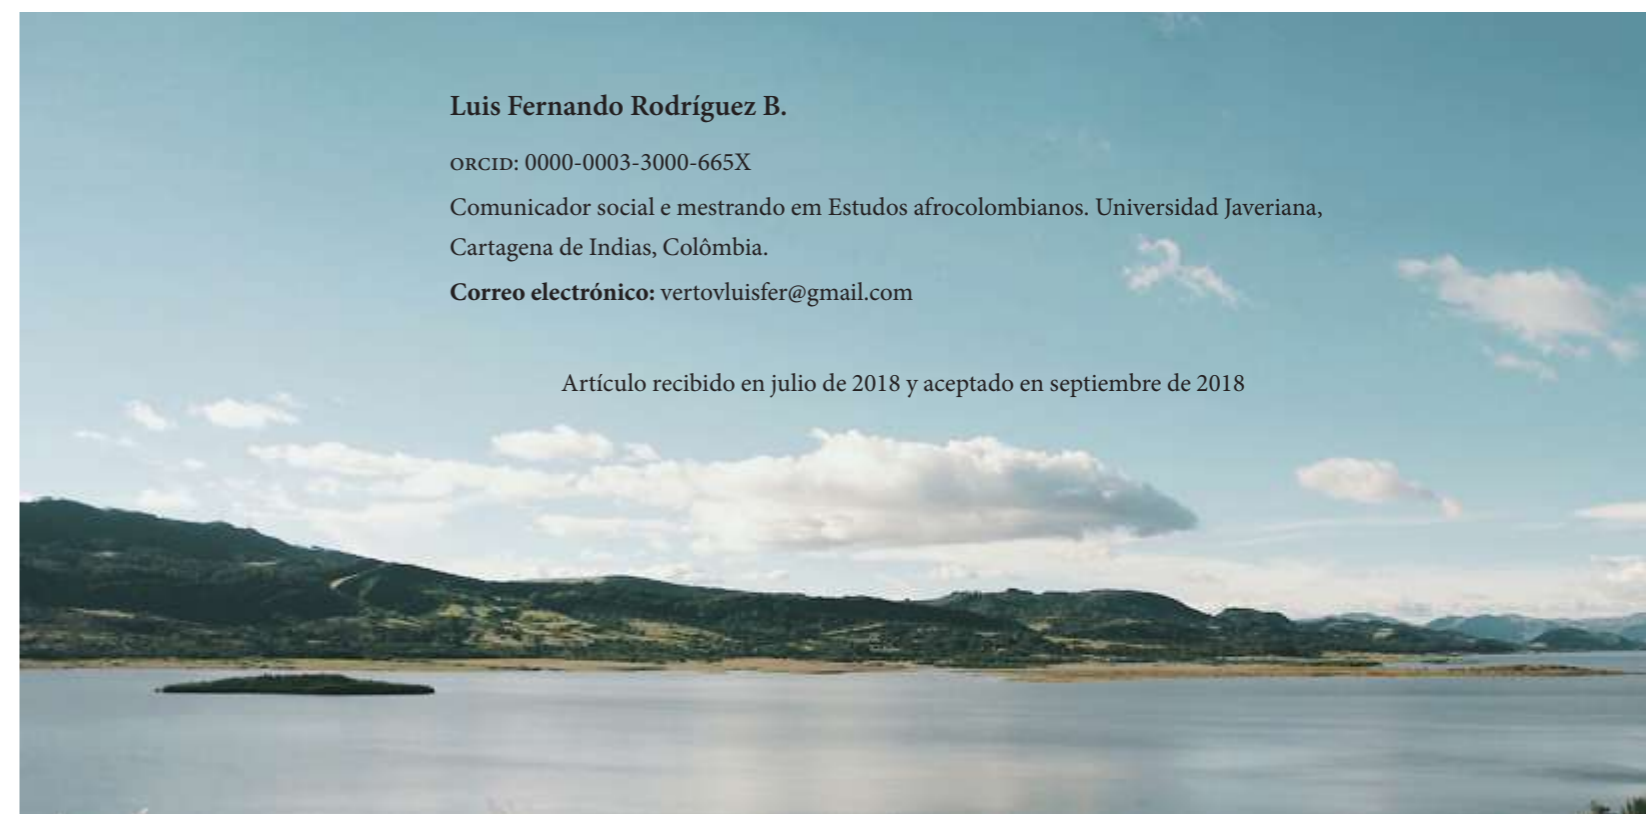 Luis Fernando Rodríguez B.
ORCID: 0000-0003-3000-665X
Comunicador social e mestrando em Estudos afrocolombianos. Universidad Javeriana,
Cartagena de Indias, Colômbia.
Correo electrónico: vertovluisfer@gmail.com
Artículo recibido en julio de 2018 y aceptado en septiembre de 2018